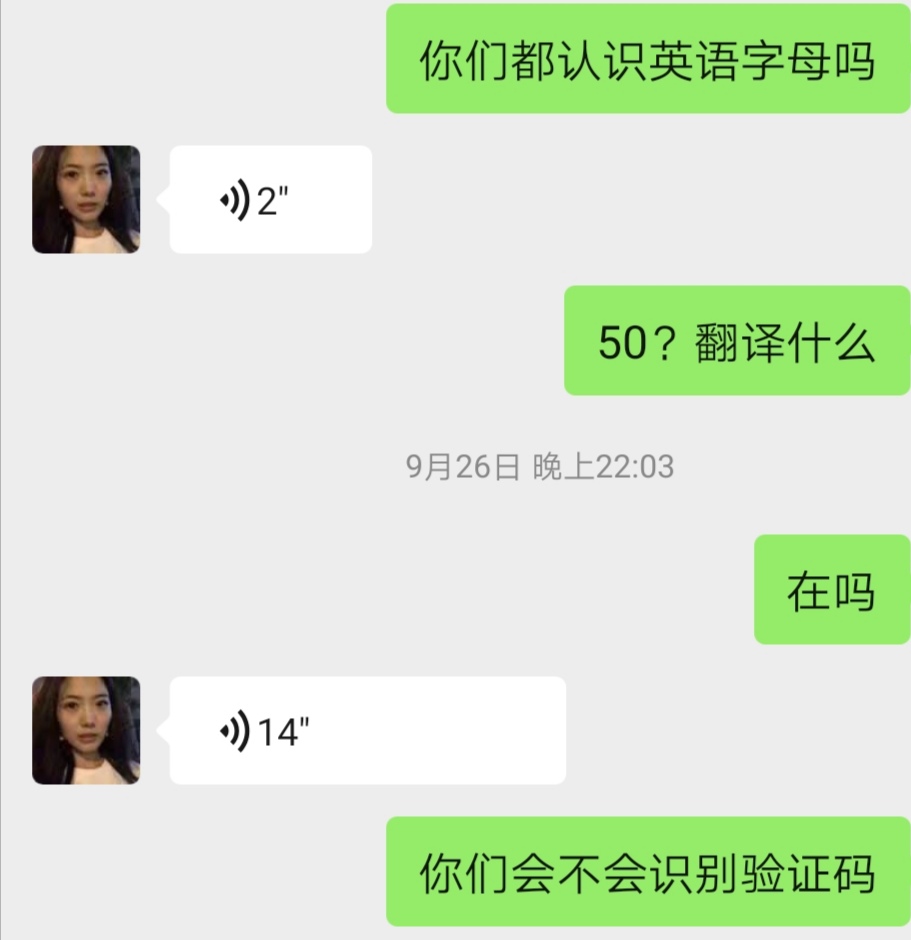 你们都认识英语字母吗
2"
50？翻译什么
9月26日 晚上22:03
在吗
14"
你们会不会识别验证码